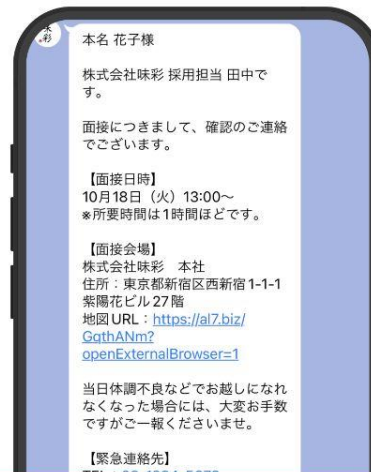 味彩
本名 花子様
株式会社味彩 採用担当 田中で
す。
面接につきまして、確認のご連絡
でございます。
【面接日時】
10月18日（火）13:00〜
※所要時間は1時間ほどです。
【面接会場】
株式会社味彩　本社
住所：東京都新宿区西新宿1-1-1
紫陽花ビル27階
地図URL：https://al7.biz/
GqthANm?
openExternalBrowser=1
当日体調不良などでお越しになれ
なくなった場合には、大変お手数
ですがご一報くださいませ。
【緊急連絡先】